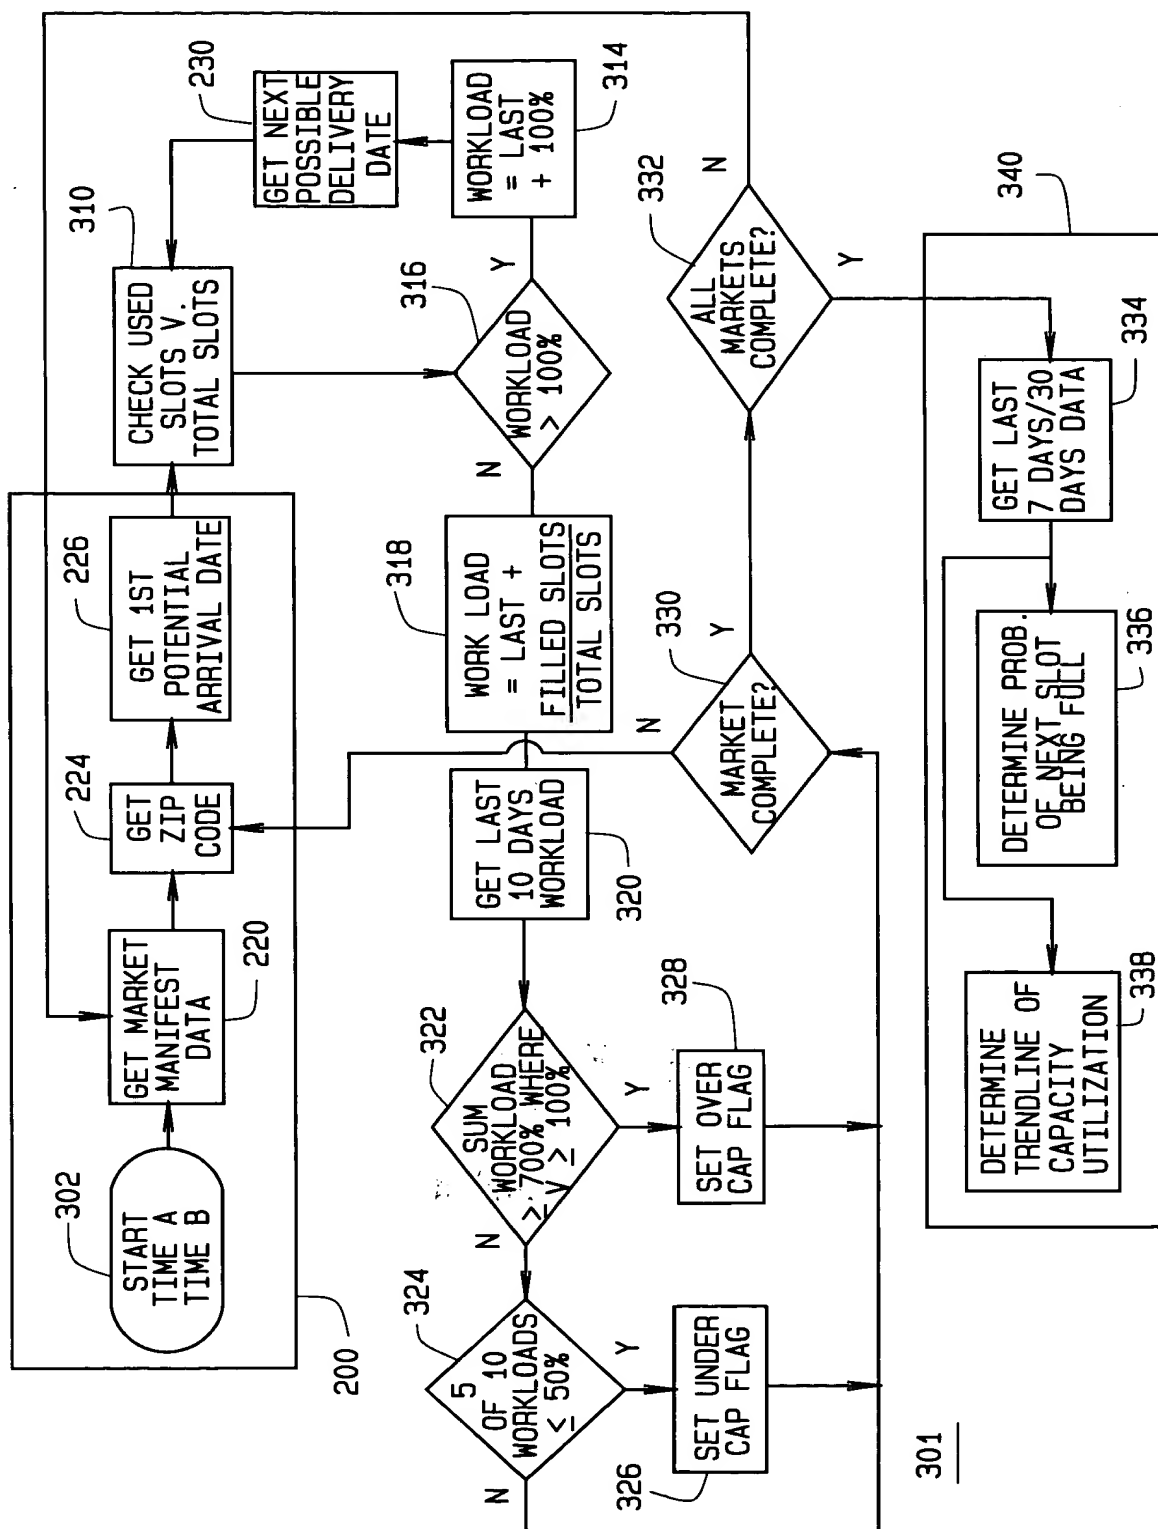 302
START
TIME A
TIME B
200
GET MARKET
MANIFEST
DATA
220
224
GET
ZIP
CODE
226
GET 1ST
POTENTIAL
ARRIVAL DATE
310
CHECK USED
SLOTS V.
TOTAL SLOTS
230
GET NEXT
POSSIBLE
DELIVERY
DATE
WORKLOAD
= LAST
+ 100%
314
316
WORKLOAD
> 100%
Y
N
318
WORK LOAD
= LAST +
FILLED SLOTS
TOTAL SLOTS
GET LAST
10 DAYS
WORKLOAD
320
322
SUM
WORKLOAD
≥ 700% WHERE
V ≥ 100%
N
Y
324
5
OF 10
WORKLOADS
≤ 50%
N
Y
SET UNDER
CAP FLAG
326
328
SET OVER
CAP FLAG
330
MARKET
COMPLETE?
N
Y
332
ALL
MARKETS
COMPLETE?
N
Y
340
GET LAST
7 DAYS/30
DAYS DATA
334
DETERMINE PROB.
OF NEXT SLOT
BEING FULL
336
DETERMINE
TRENDLINE OF
CAPACITY
UTILIZATION
338
301